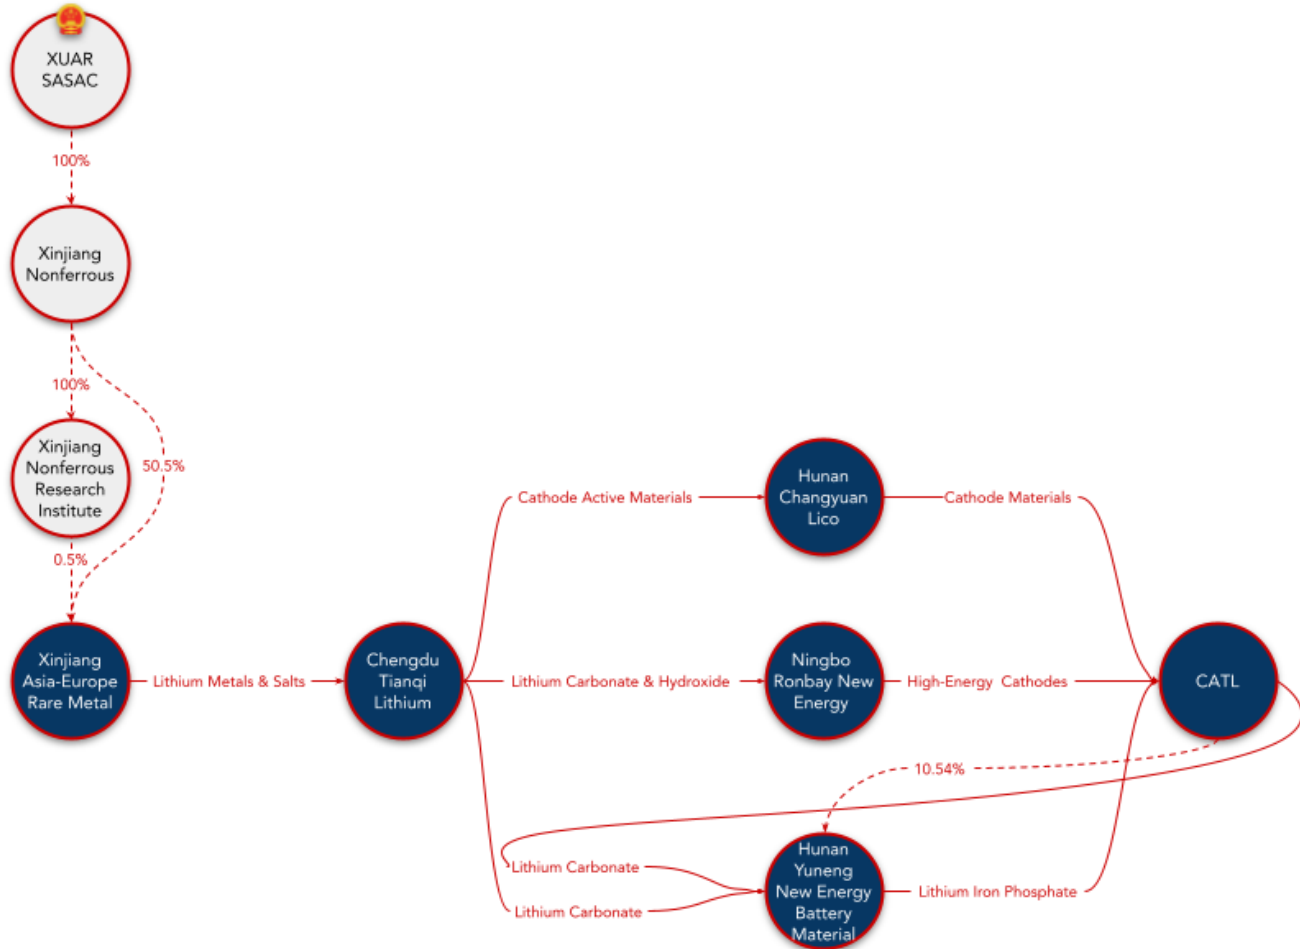 XUAR
SASAC
100%
Xinjiang
Nonferrous
100%
50.5%
Xinjiang
Nonferrous
Research
Institute
0.5%
Xinjiang
Asia-Europe
Rare Metal
Lithium Metals & Salts
Chengdu
Tianqi
Lithium
Cathode Active Materials
Hunan
Changyuan
Lico
Cathode Materials
Lithium Carbonate & Hydroxide
Ningbo
Ronbay New
Energy
High-Energy Cathodes
CATL
10.54%
Lithium Carbonate
Lithium Carbonate
Hunan
Yuneng
New Energy
Battery
Material
Lithium Iron Phosphate